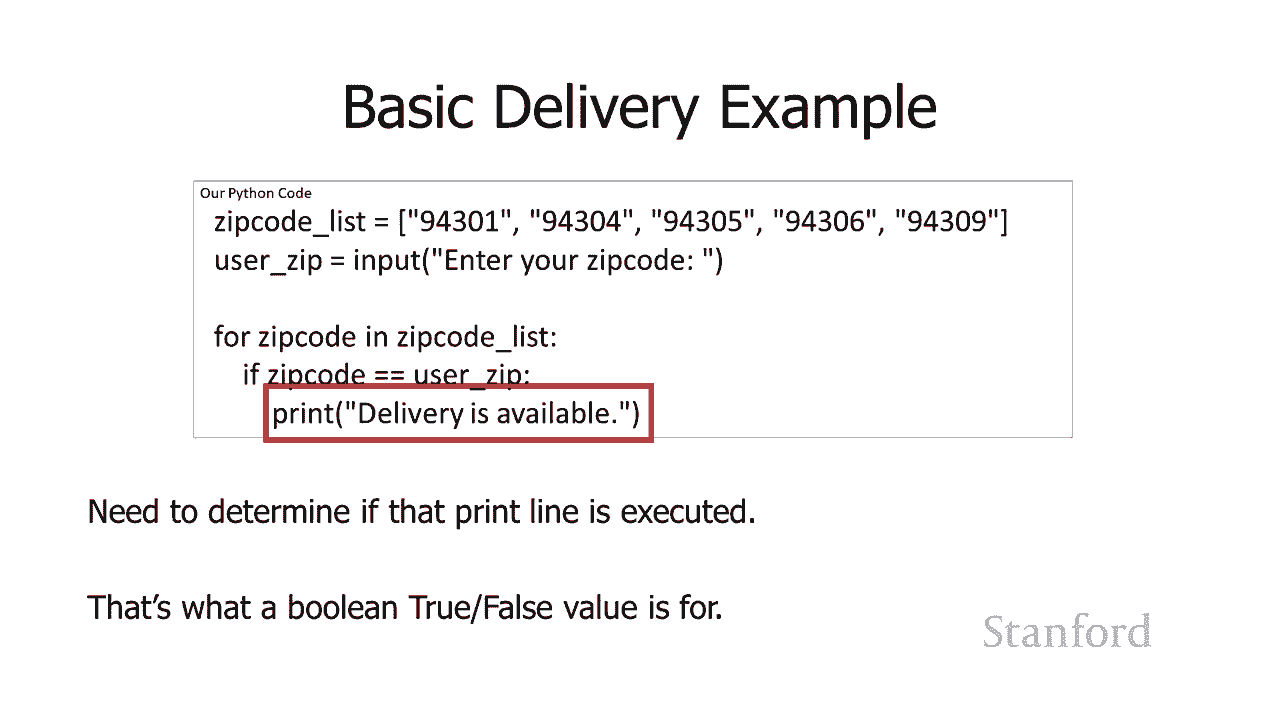 Basic Delivery Example
Our Python Code
zipcode_list = ["94301", "94304", "94305", "94306", "94309"]
user_zip = input("Enter your zipcode: ")
for zipcode in zipcode_list:
if zipcode == user_zip:
print("Delivery is available.")
Need to determine if that print line is executed.
That’s what a boolean True/False value is for.
Stanford